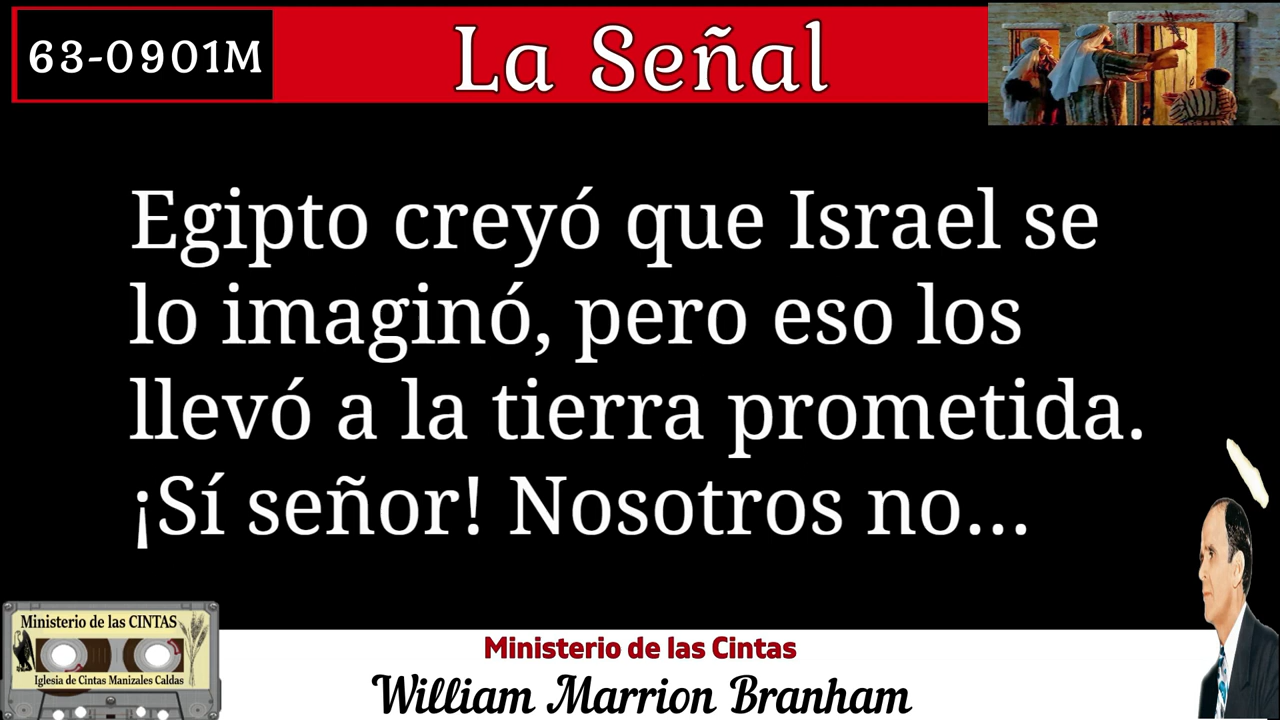 63-0901M
La Señal
Egipto creyó que Israel se
lo imaginó, pero eso los
llevó a la tierra prometida.
¡Sí señor! Nosotros no...
Ministerio de las CINTAS
Iglesia de Cintas Manizales Caldas
Ministerio de las Cintas
William Marrion Branham